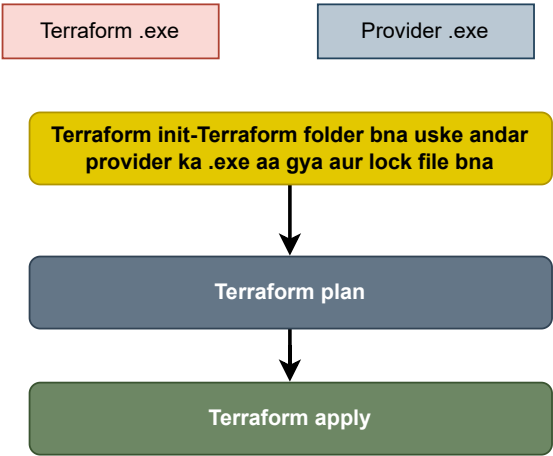 Terraform .exe
Provider .exe
Terraform init-Terraform folder bna uske andar
provider ka .exe aa gya aur lock file bna
Terraform plan
Terraform apply